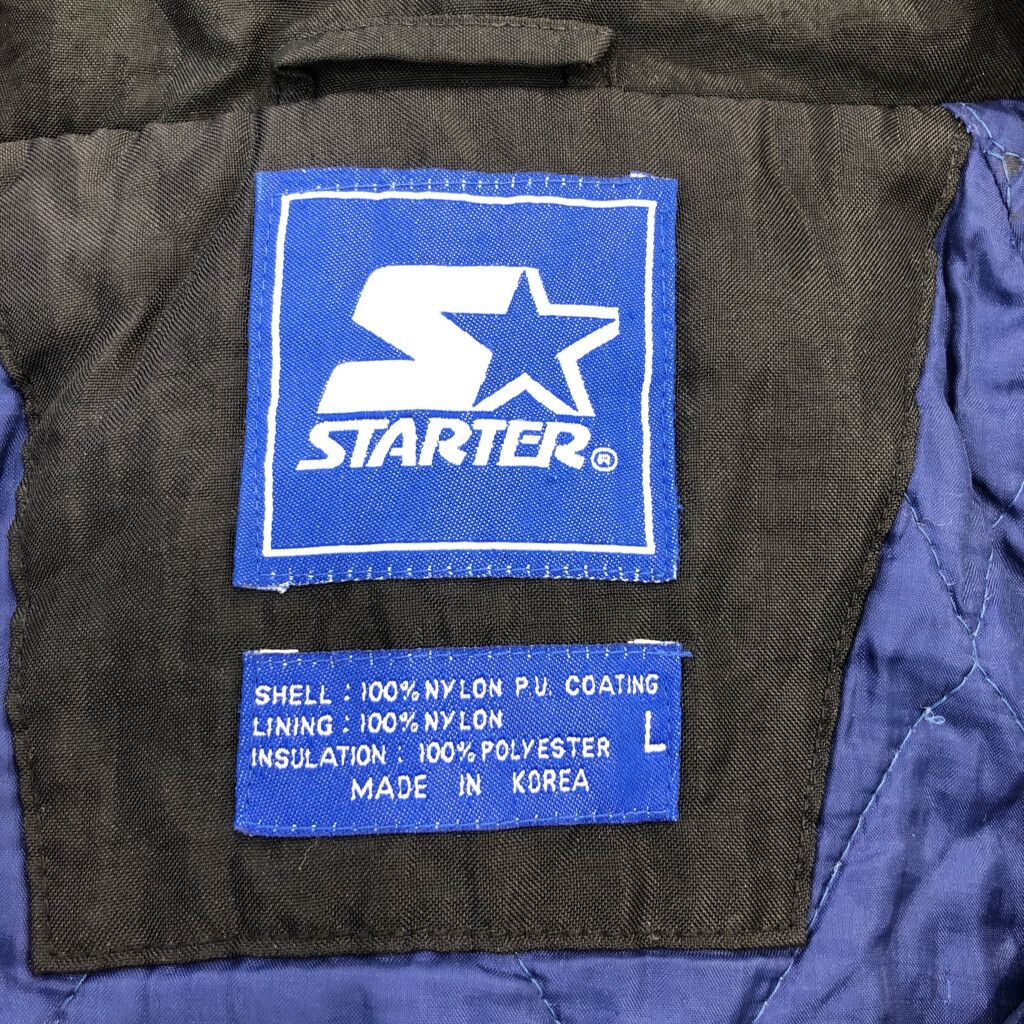 STARTER®
SHELL : 100% NYLON P.U. COATING
LINING : 100% NYLON
L
INSULATION : 100% POLYESTER
MADE IN KOREA